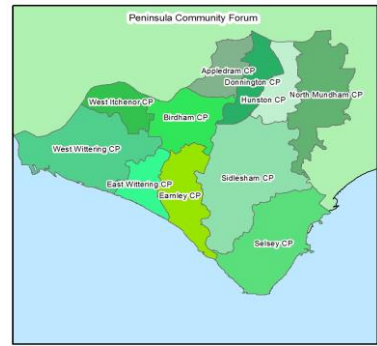 Peninsula Community Forum
Appledram CP
Donnington CP
West Itchenor CP
Hunston CP
North Mundham CP
Birdham CP
West Wittering CP
East Wittering CP
Sidlesham CP
Earnley CP
Selsey CP